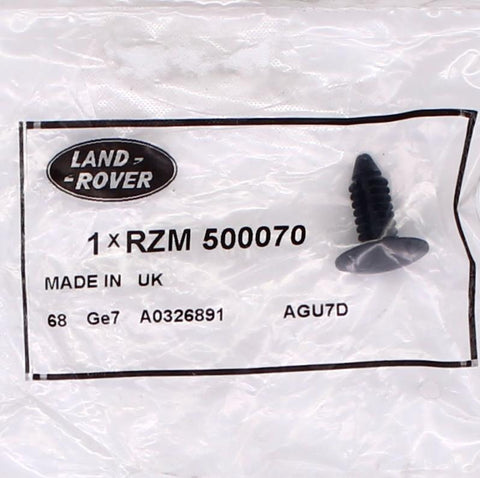 LAND-
-ROVER
1 x RZM 500070
MADE IN UK
68 Ge7 A0326891 AGU7D